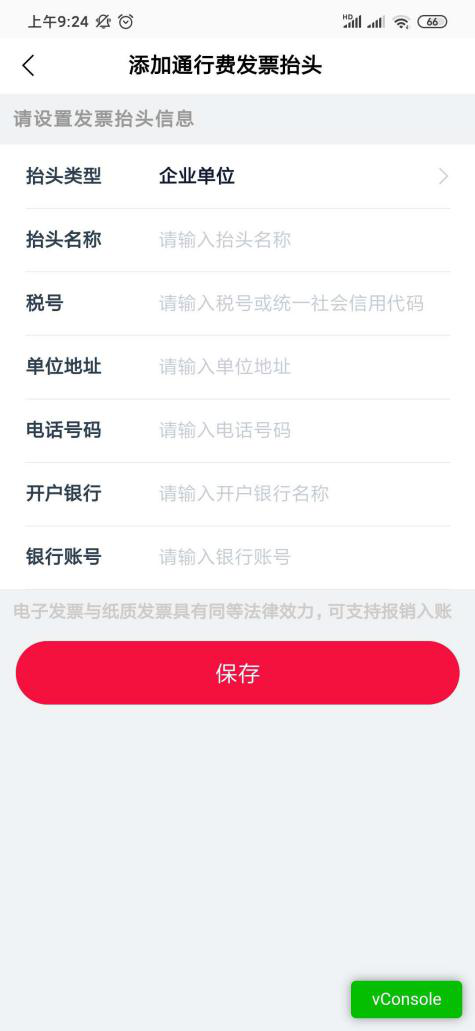 上午9:24
HD
66
添加通行费发票抬头
请设置发票抬头信息
抬头类型 企业单位
抬头名称 请输入抬头名称
税号 请输入税号或统一社会信用代码
单位地址 请输入单位地址
电话号码 请输入电话号码
开户银行 请输入开户银行名称
银行账号 请输入银行账号
电子发票与纸质发票具有同等法律效力，可支持报销入账
保存
vConsole